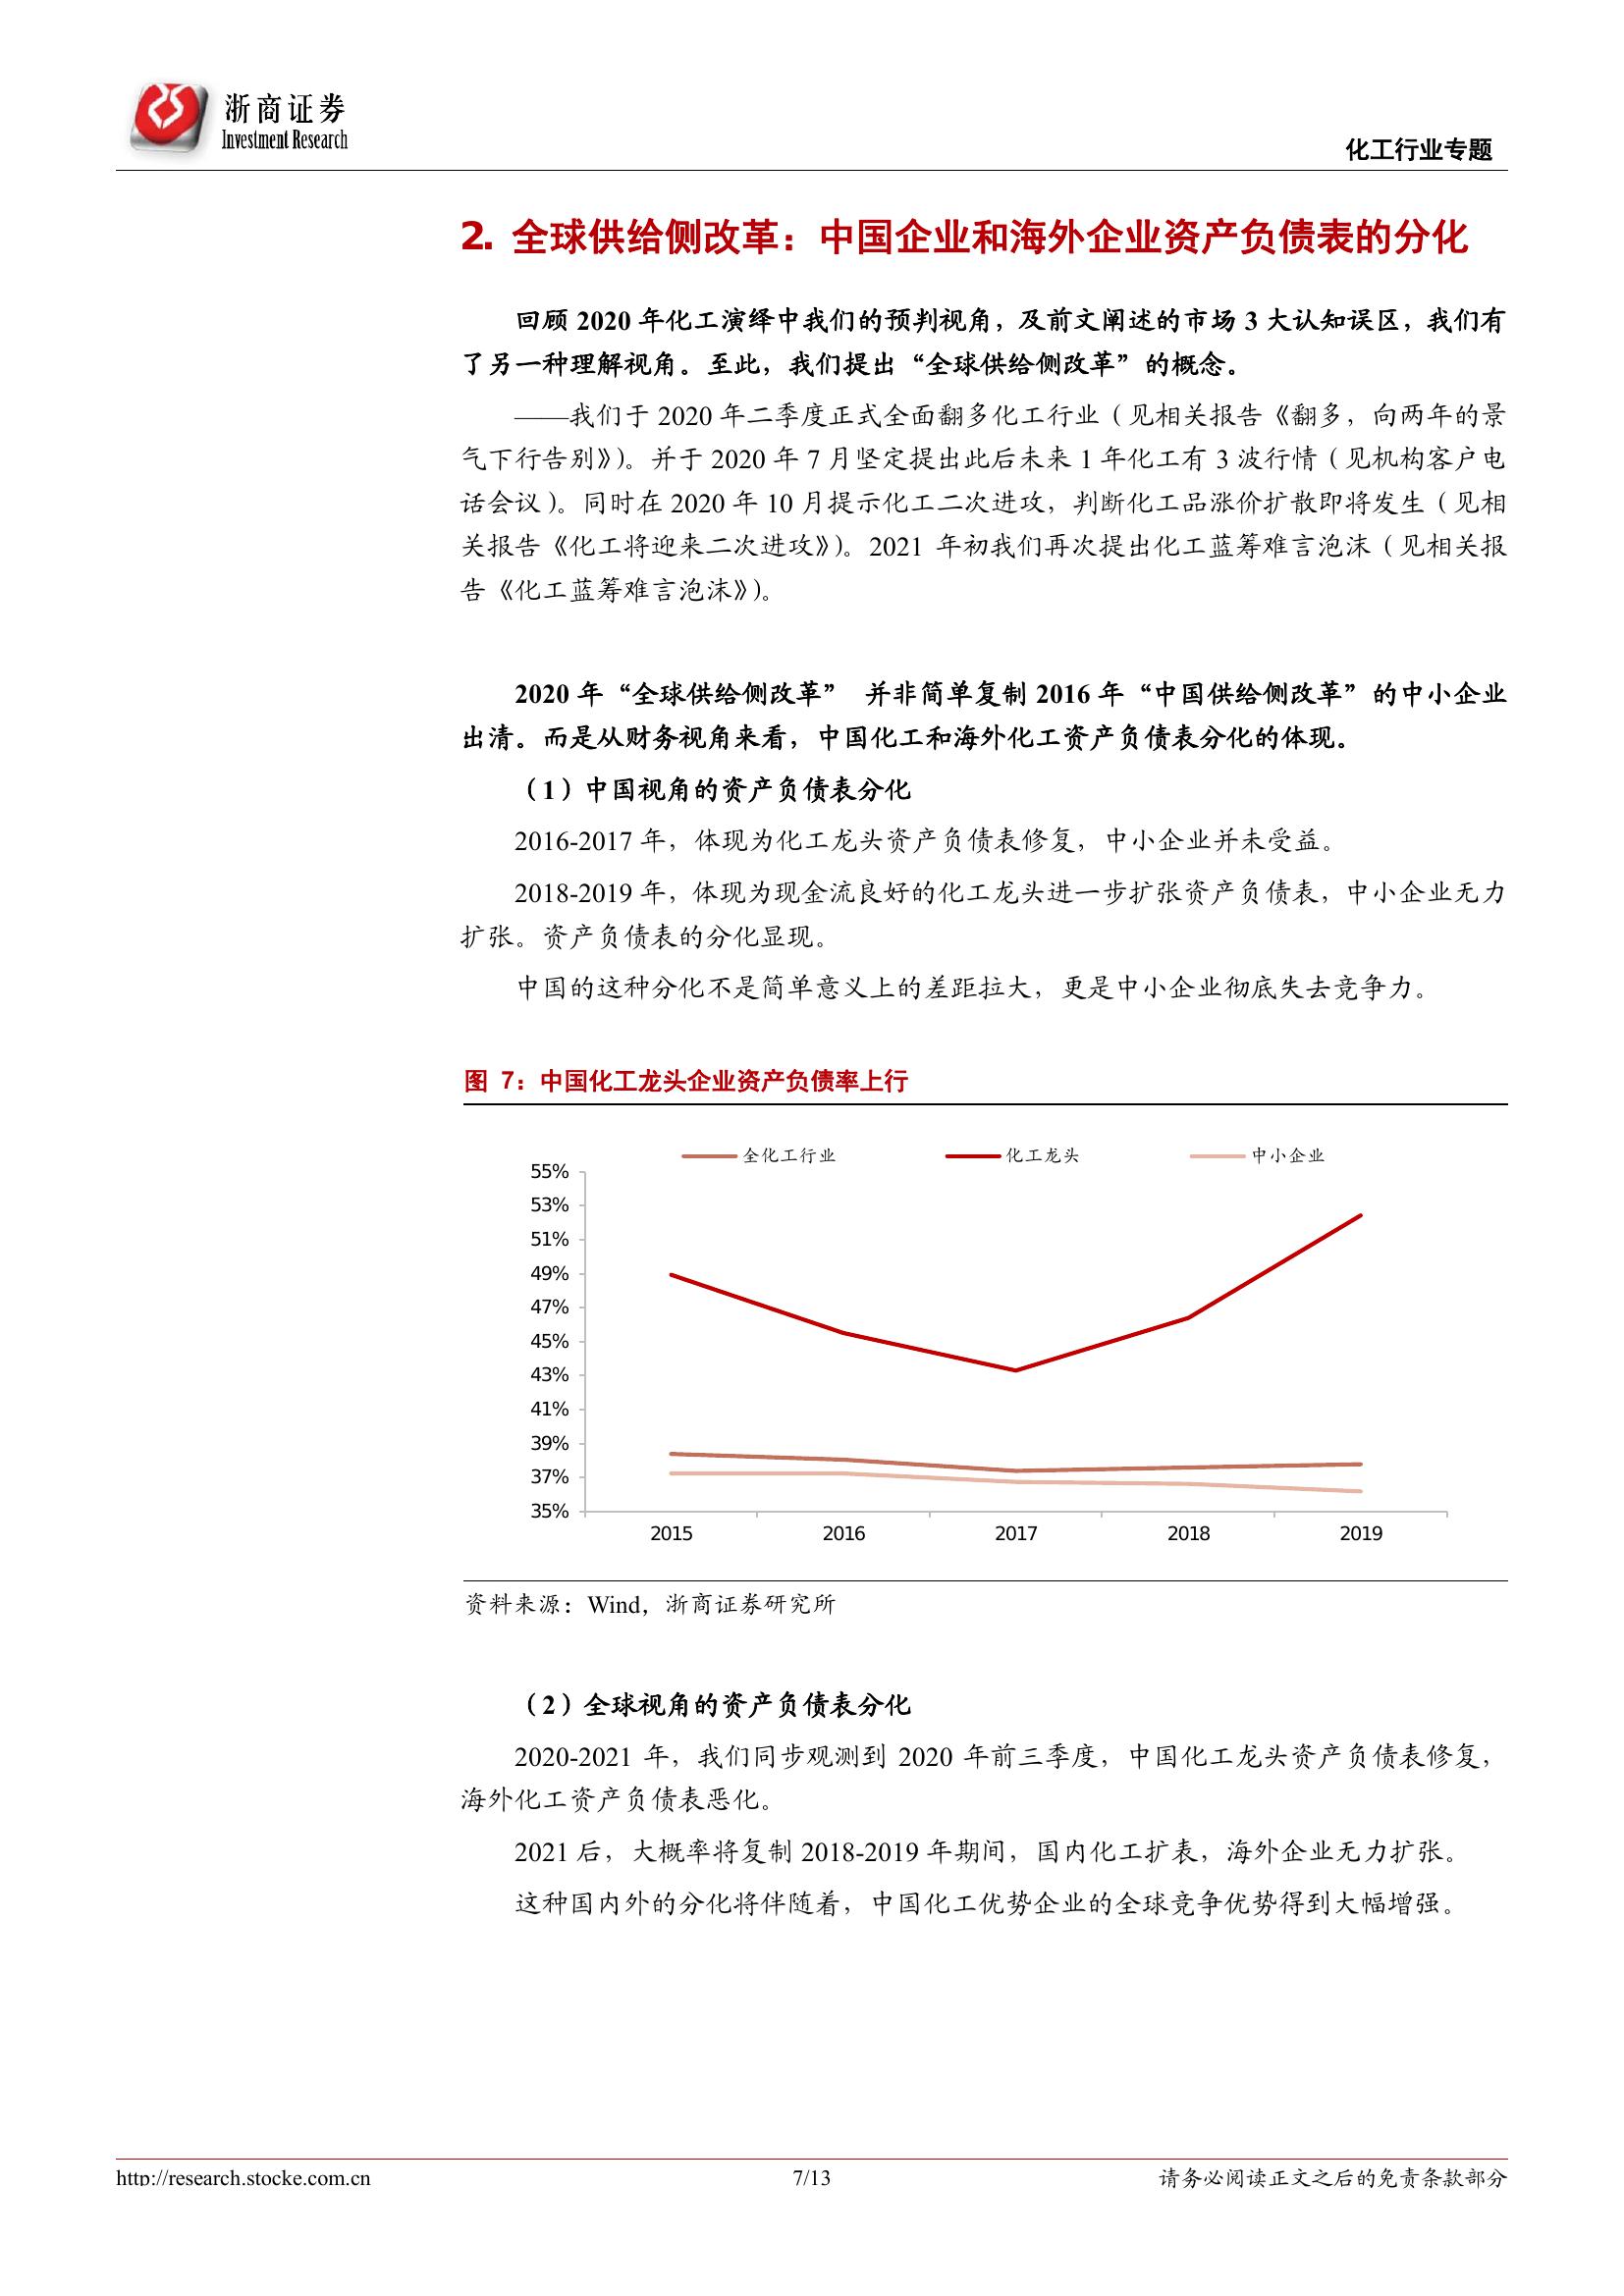 浙商证券
Investment Research
化工行业专题
2. 全球供给侧改革：中国企业和海外企业资产负债表的分化
回顾 2020 年化工演绎中我们的预判视角，及前文阐述的市场 3 大认知误区，我们有
了另一种理解视角。至此，我们提出“全球供给侧改革”的概念。
——我们于 2020 年二季度正式全面翻多化工行业（见相关报告《翻多，向两年的景
气下行告别》）。并于 2020 年 7 月坚定提出此后未来 1 年化工有 3 波行情（见机构客户电
话会议）。同时在 2020 年 10 月提示化工二次进攻，判断化工品涨价扩散即将发生（见相
关报告《化工将迎来二次进攻》）。2021 年初我们再次提出化工蓝筹难言泡沫（见相关报
告《化工蓝筹难言泡沫》）。
2020 年“全球供给侧改革” 并非简单复制 2016 年“中国供给侧改革”的中小企业
出清。而是从财务视角来看，中国化工和海外化工资产负债表分化的体现。
（1）中国视角的资产负债表分化
2016-2017 年，体现为化工龙头资产负债表修复，中小企业并未受益。
2018-2019 年，体现为现金流良好的化工龙头进一步扩张资产负债表，中小企业无力
扩张。资产负债表的分化显现。
中国的这种分化不是简单意义上的差距拉大，更是中小企业彻底失去竞争力。
图 7：中国化工龙头企业资产负债率上行
全化工行业 化工龙头 中小企业
55%
53%
51%
49%
47%
45%
43%
41%
39%
37%
35%
2015 2016 2017 2018 2019
资料来源：Wind，浙商证券研究所
（2）全球视角的资产负债表分化
2020-2021 年，我们同步观测到 2020 年前三季度，中国化工龙头资产负债表修复，
海外化工资产负债表恶化。
2021 后，大概率将复制 2018-2019 年期间，国内化工扩表，海外企业无力扩张。
这种国内外的分化将伴随着，中国化工优势企业的全球竞争优势得到大幅增强。
http://research.stocke.com.cn 7/13 请务必阅读正文之后的免责条款部分